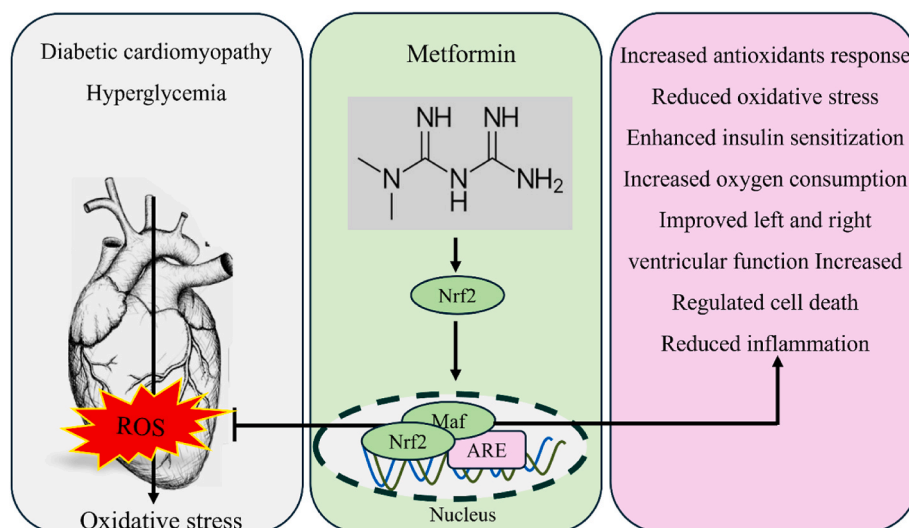 Diabetic cardiomyopathy
Hyperglycemia
ROS
Oxidative stress
Metformin
NH
NH
N
N
H
NH2
Nrf2
Maf
Nrf2
ARE
Nucleus
Increased antioxidants response
Reduced oxidative stress
Enhanced insulin sensitization
Increased oxygen consumption
Improved left and right
ventricular function Increased
Regulated cell death
Reduced inflammation